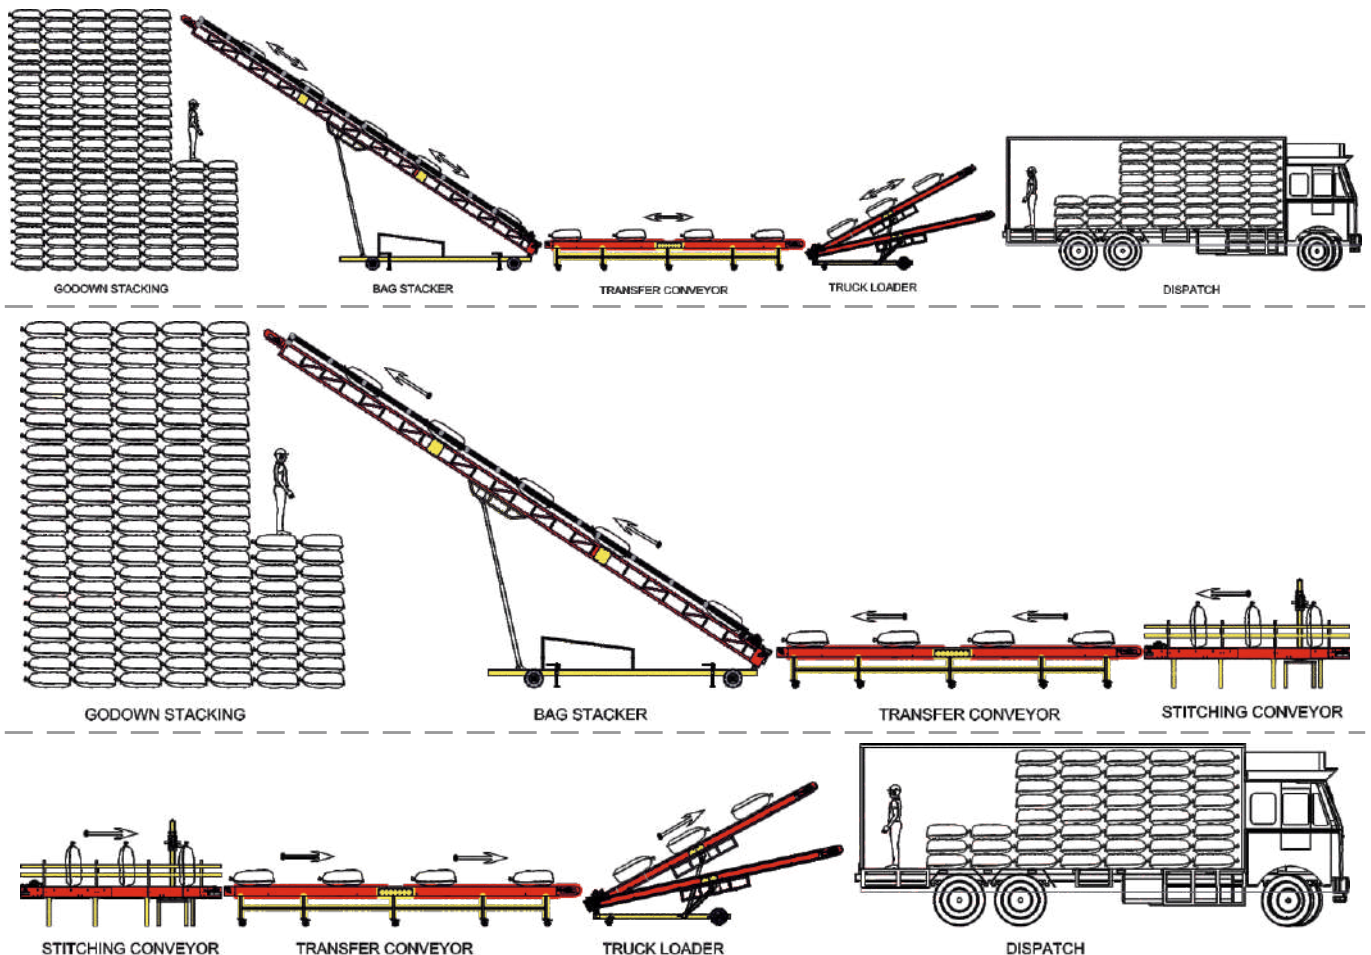 GODOWN STACKING
BAG STACKER
TRANSFER CONVEYOR
TRUCK LOADER
DISPATCH
GODOWN STACKING
BAG STACKER
TRANSFER CONVEYOR
STITCHING CONVEYOR
STITCHING CONVEYOR
TRANSFER CONVEYOR
TRUCK LOADER
DISPATCH